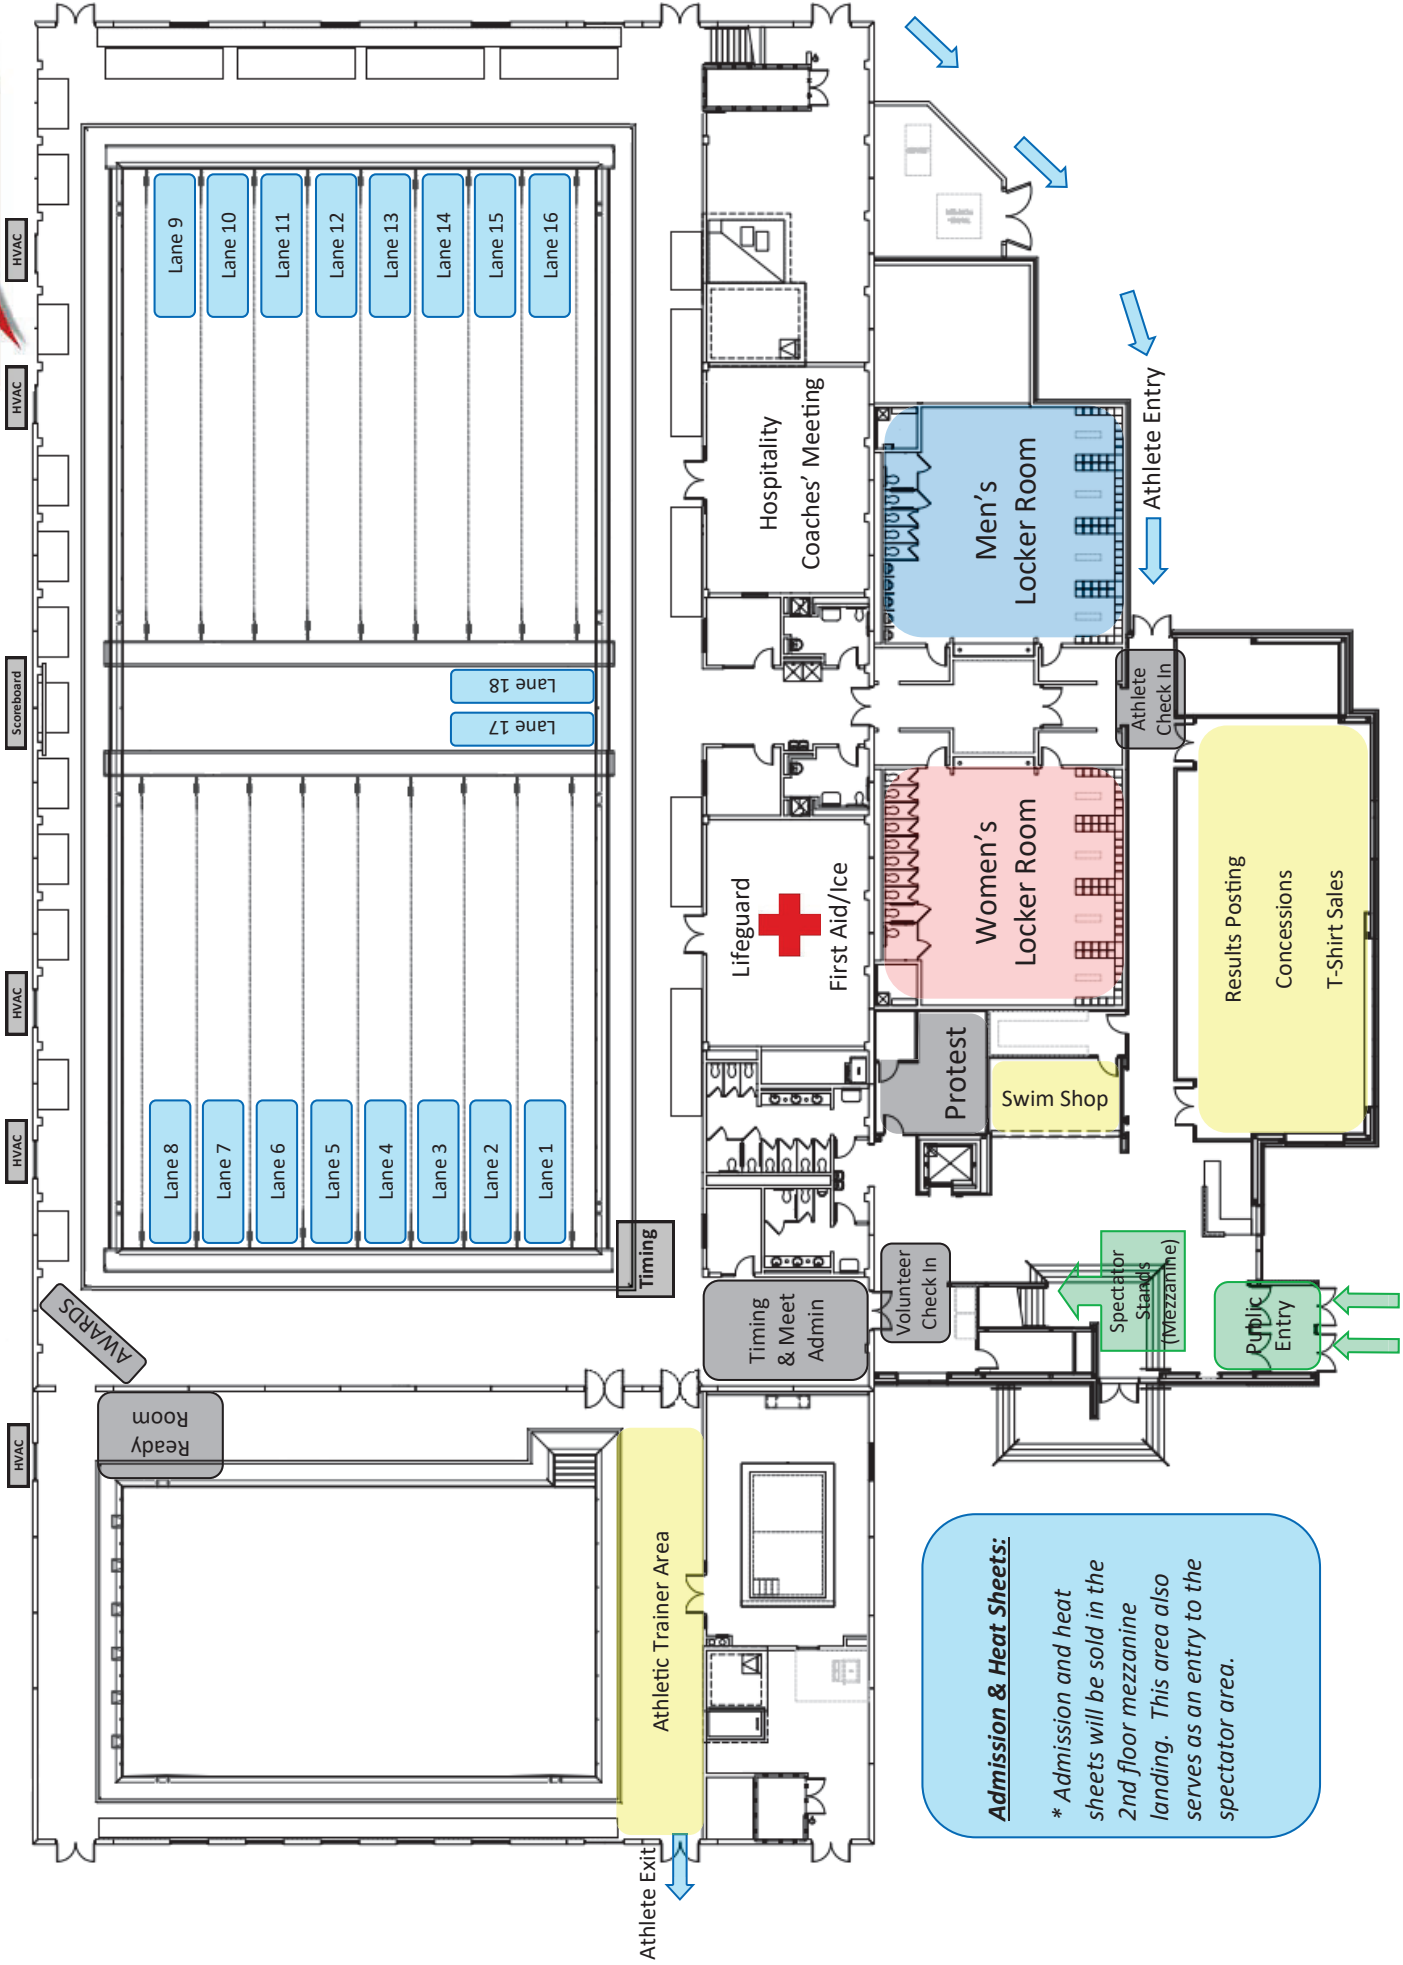 HVAC
HVAC
Scoreboard
HVAC
HVAC
HVAC
Lane 9
Lane 10
Lane 11
Lane 12
Lane 13
Lane 14
Lane 15
Lane 16
Lane 18
Lane 17
Lane 8
Lane 7
Lane 6
Lane 5
Lane 4
Lane 3
Lane 2
Lane 1
Timing
AWARDS
Ready
Room
Hospitality
Coaches’ Meeting
Lifeguard
First Aid/Ice
Timing
& Meet
Admin
Athletic Trainer Area
Athlete Exit
Men’s
Locker Room
Women’s
Locker Room
Athlete Entry
Athlete
Check In
Protest
Swim Shop
Results Posting
Concessions
T-Shirt Sales
Volunteer
Check In
Spectator
Stands
(Mezzanine)
Public
Entry
Admission & Heat Sheets:
* Admission and heat
sheets will be sold in the
2nd floor mezzanine
landing. This area also
serves as an entry to the
spectator area.